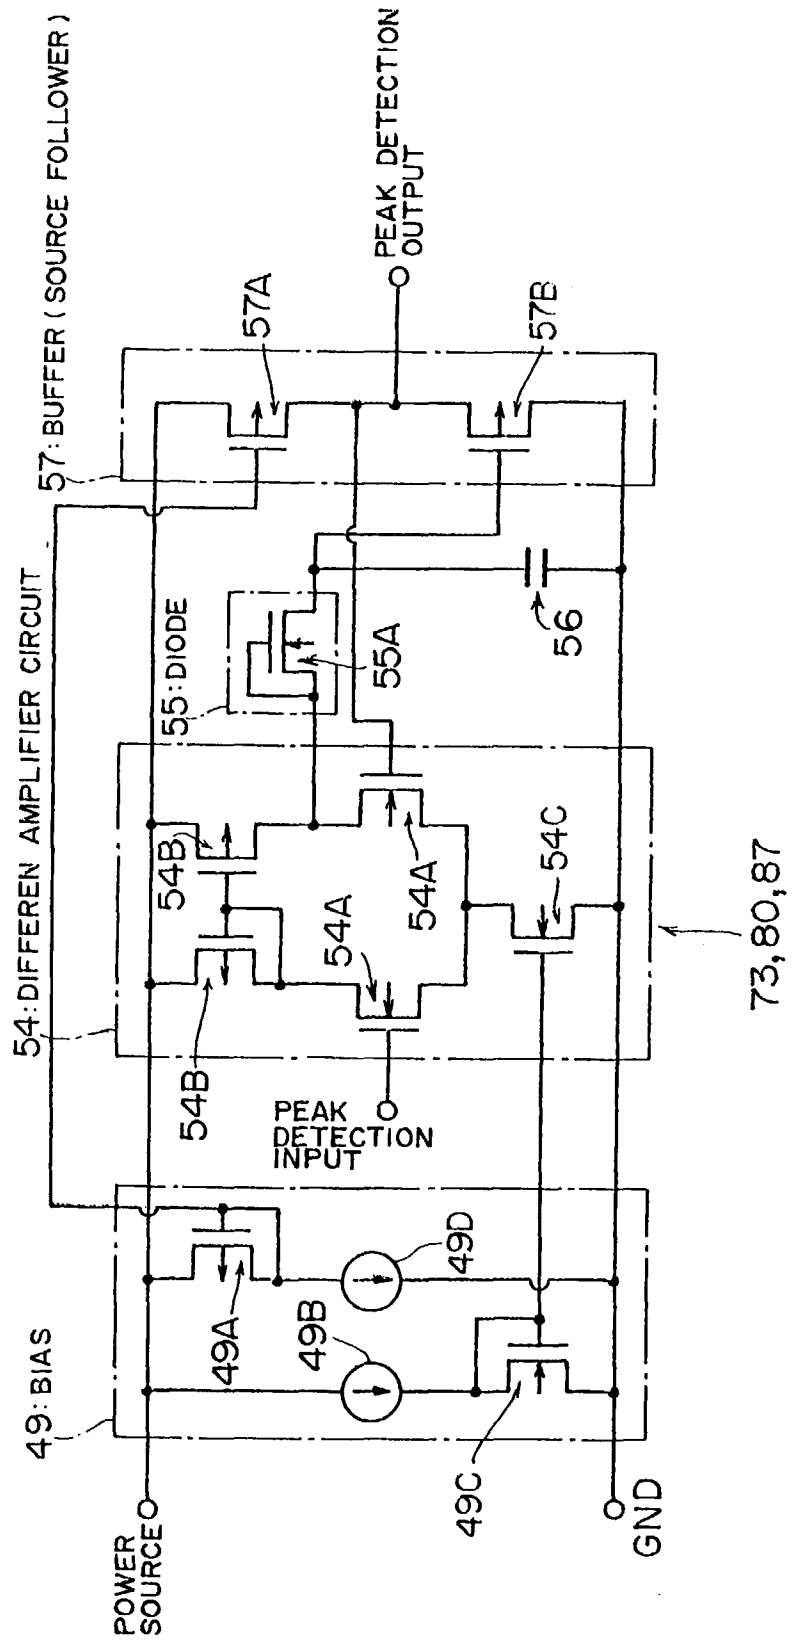 54:DIFFEREN AMPLIFIER CIRCUIT
57:BUFFER(SOURCE FOLLOWER)
49:BIAS
55:DIODE
POWER
SOURCE
GND
49A
49B
49C
49D
PEAK
DETECTION
INPUT
54B
54B
54A
54A
54C
55A
56
57A
57B
PEAK DETECTION
OUTPUT
73,80,87